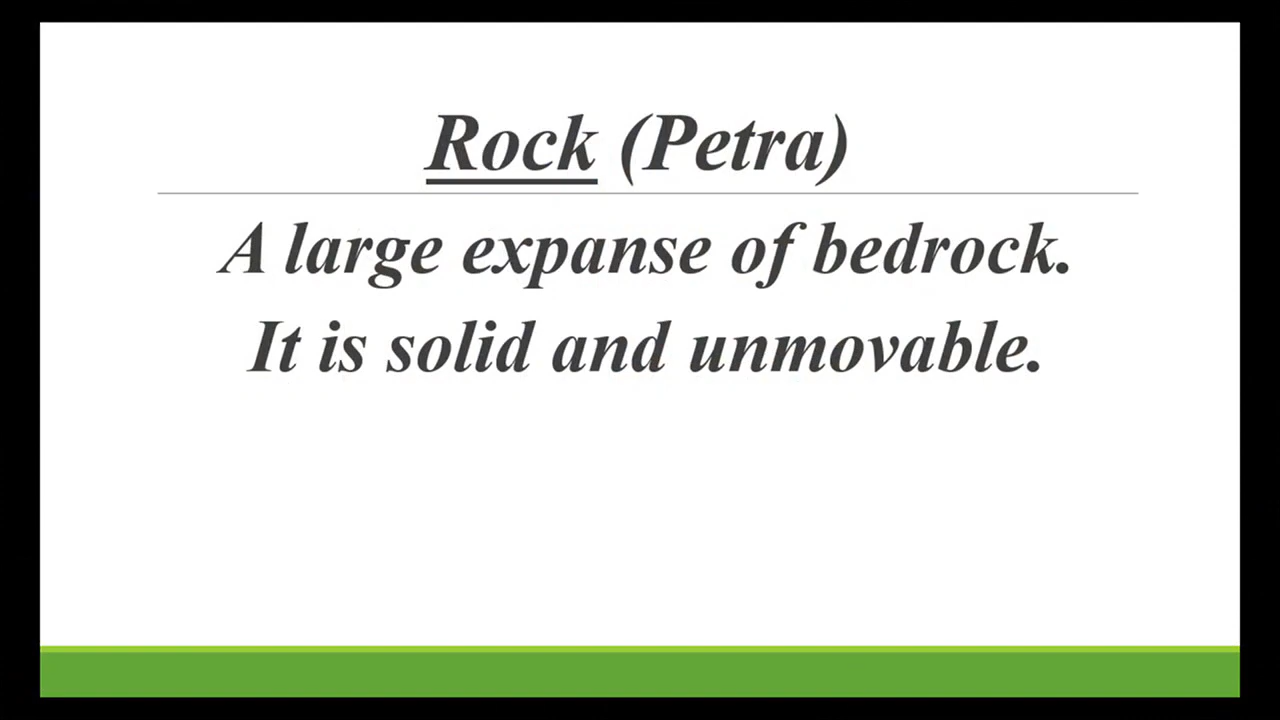 Rock (Petra)
A large expanse of bedrock.
It is solid and unmovable.